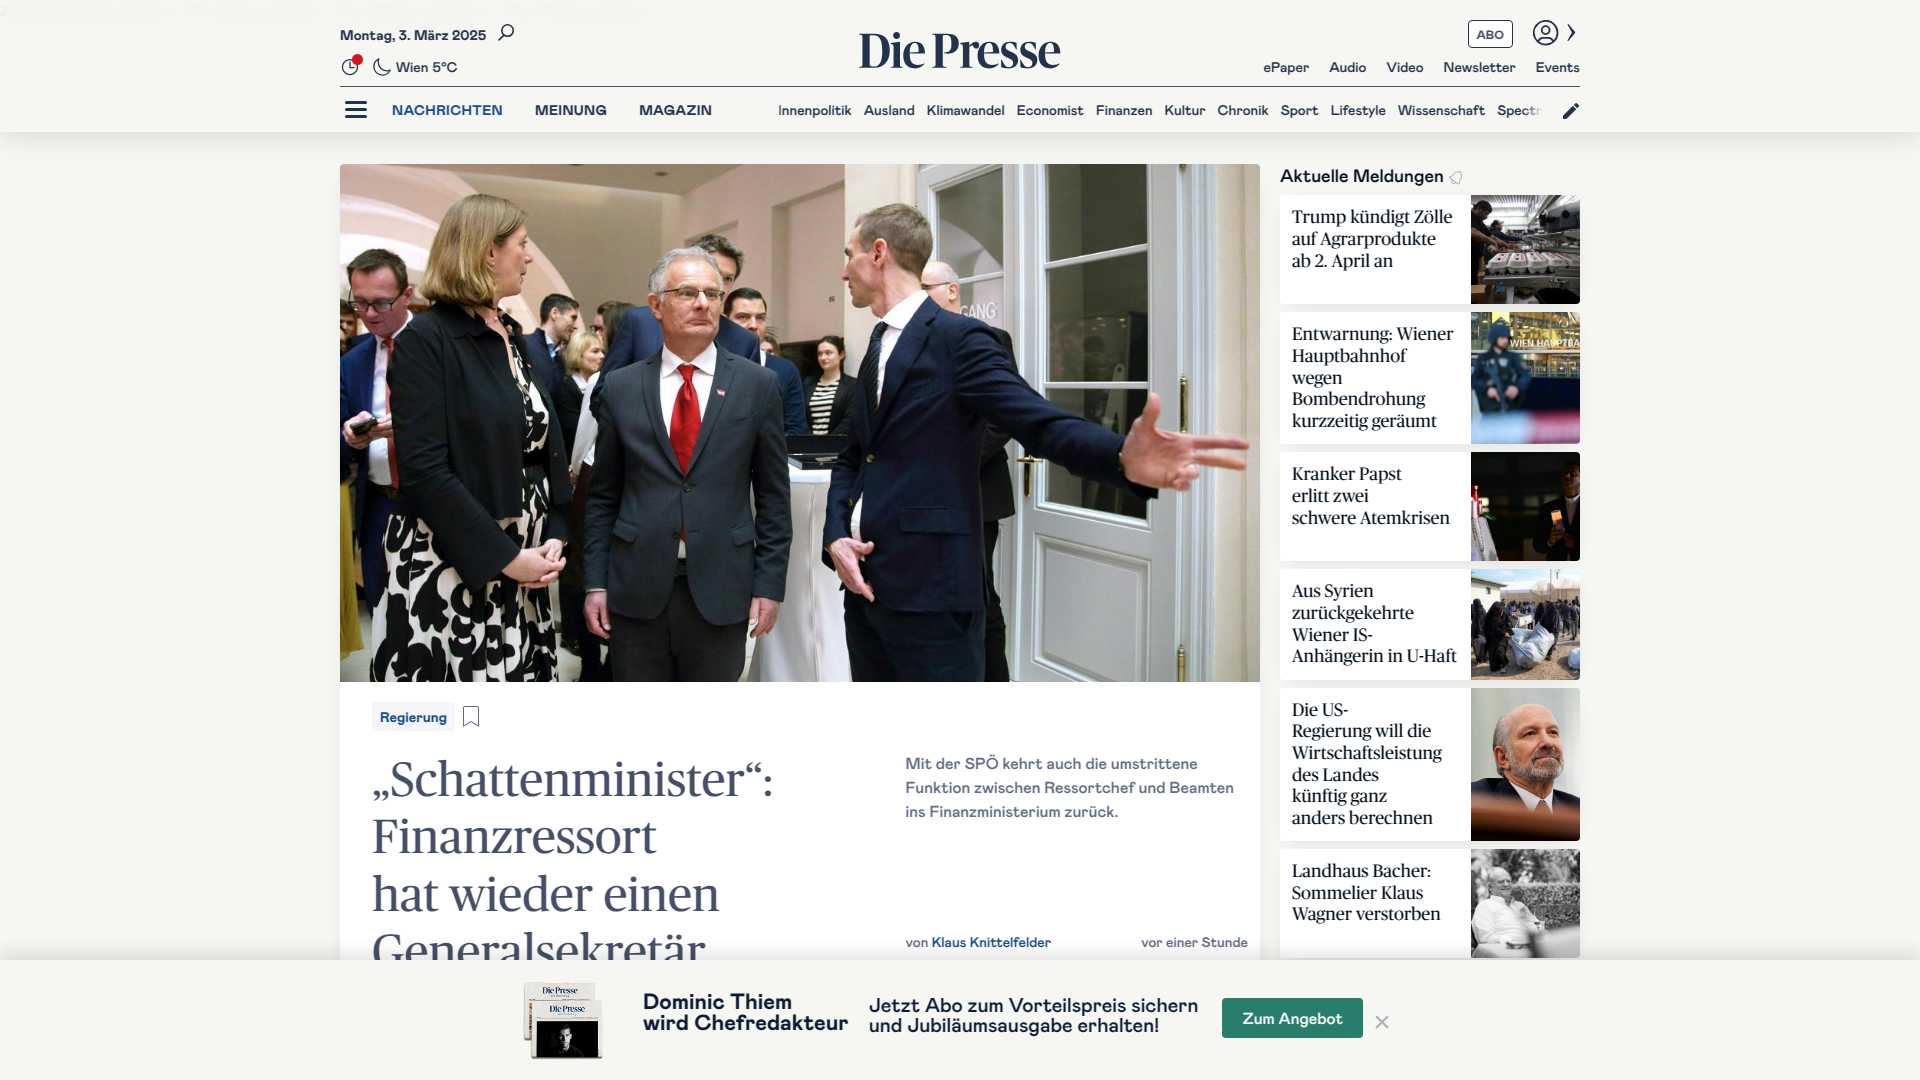 Montag, 3. März 2025
Wien 5°C
Die Presse
ABO
ePaper Audio Video Newsletter Events
NACHRICHTEN MEINUNG MAGAZIN
Innenpolitik Ausland Klimawandel Economist Finanzen Kultur Chronik Sport Lifestyle Wissenschaft Spectr
GANG
Regierung
„Schattenminister“:
Finanzressort
hat wieder einen
Generalsekretär
Mit der SPÖ kehrt auch die umstrittene
Funktion zwischen Ressortchef und Beamten
ins Finanzministerium zurück.
von Klaus Knittelfelder
vor einer Stunde
Aktuelle Meldungen
Trump kündigt Zölle
auf Agrarprodukte
ab 2. April an
Entwarnung: Wiener
Hauptbahnhof
wegen
Bombendrohung
kurzzeitig geräumt
WIEN HAUPTBA
Kranker Papst
erlitt zwei
schwere Atemkrisen
Aus Syrien
zurückgekehrte
Wiener IS-
Anhängerin in U-Haft
Die US-
Regierung will die
Wirtschaftsleistung
des Landes
künftig ganz
anders berechnen
Landhaus Bacher:
Sommelier Klaus
Wagner verstorben
Die Presse
Die Presse
Dominic Thiem
wird Chefredakteur
Jetzt Abo zum Vorteilspreis sichern
und Jubiläumsausgabe erhalten!
Zum Angebot